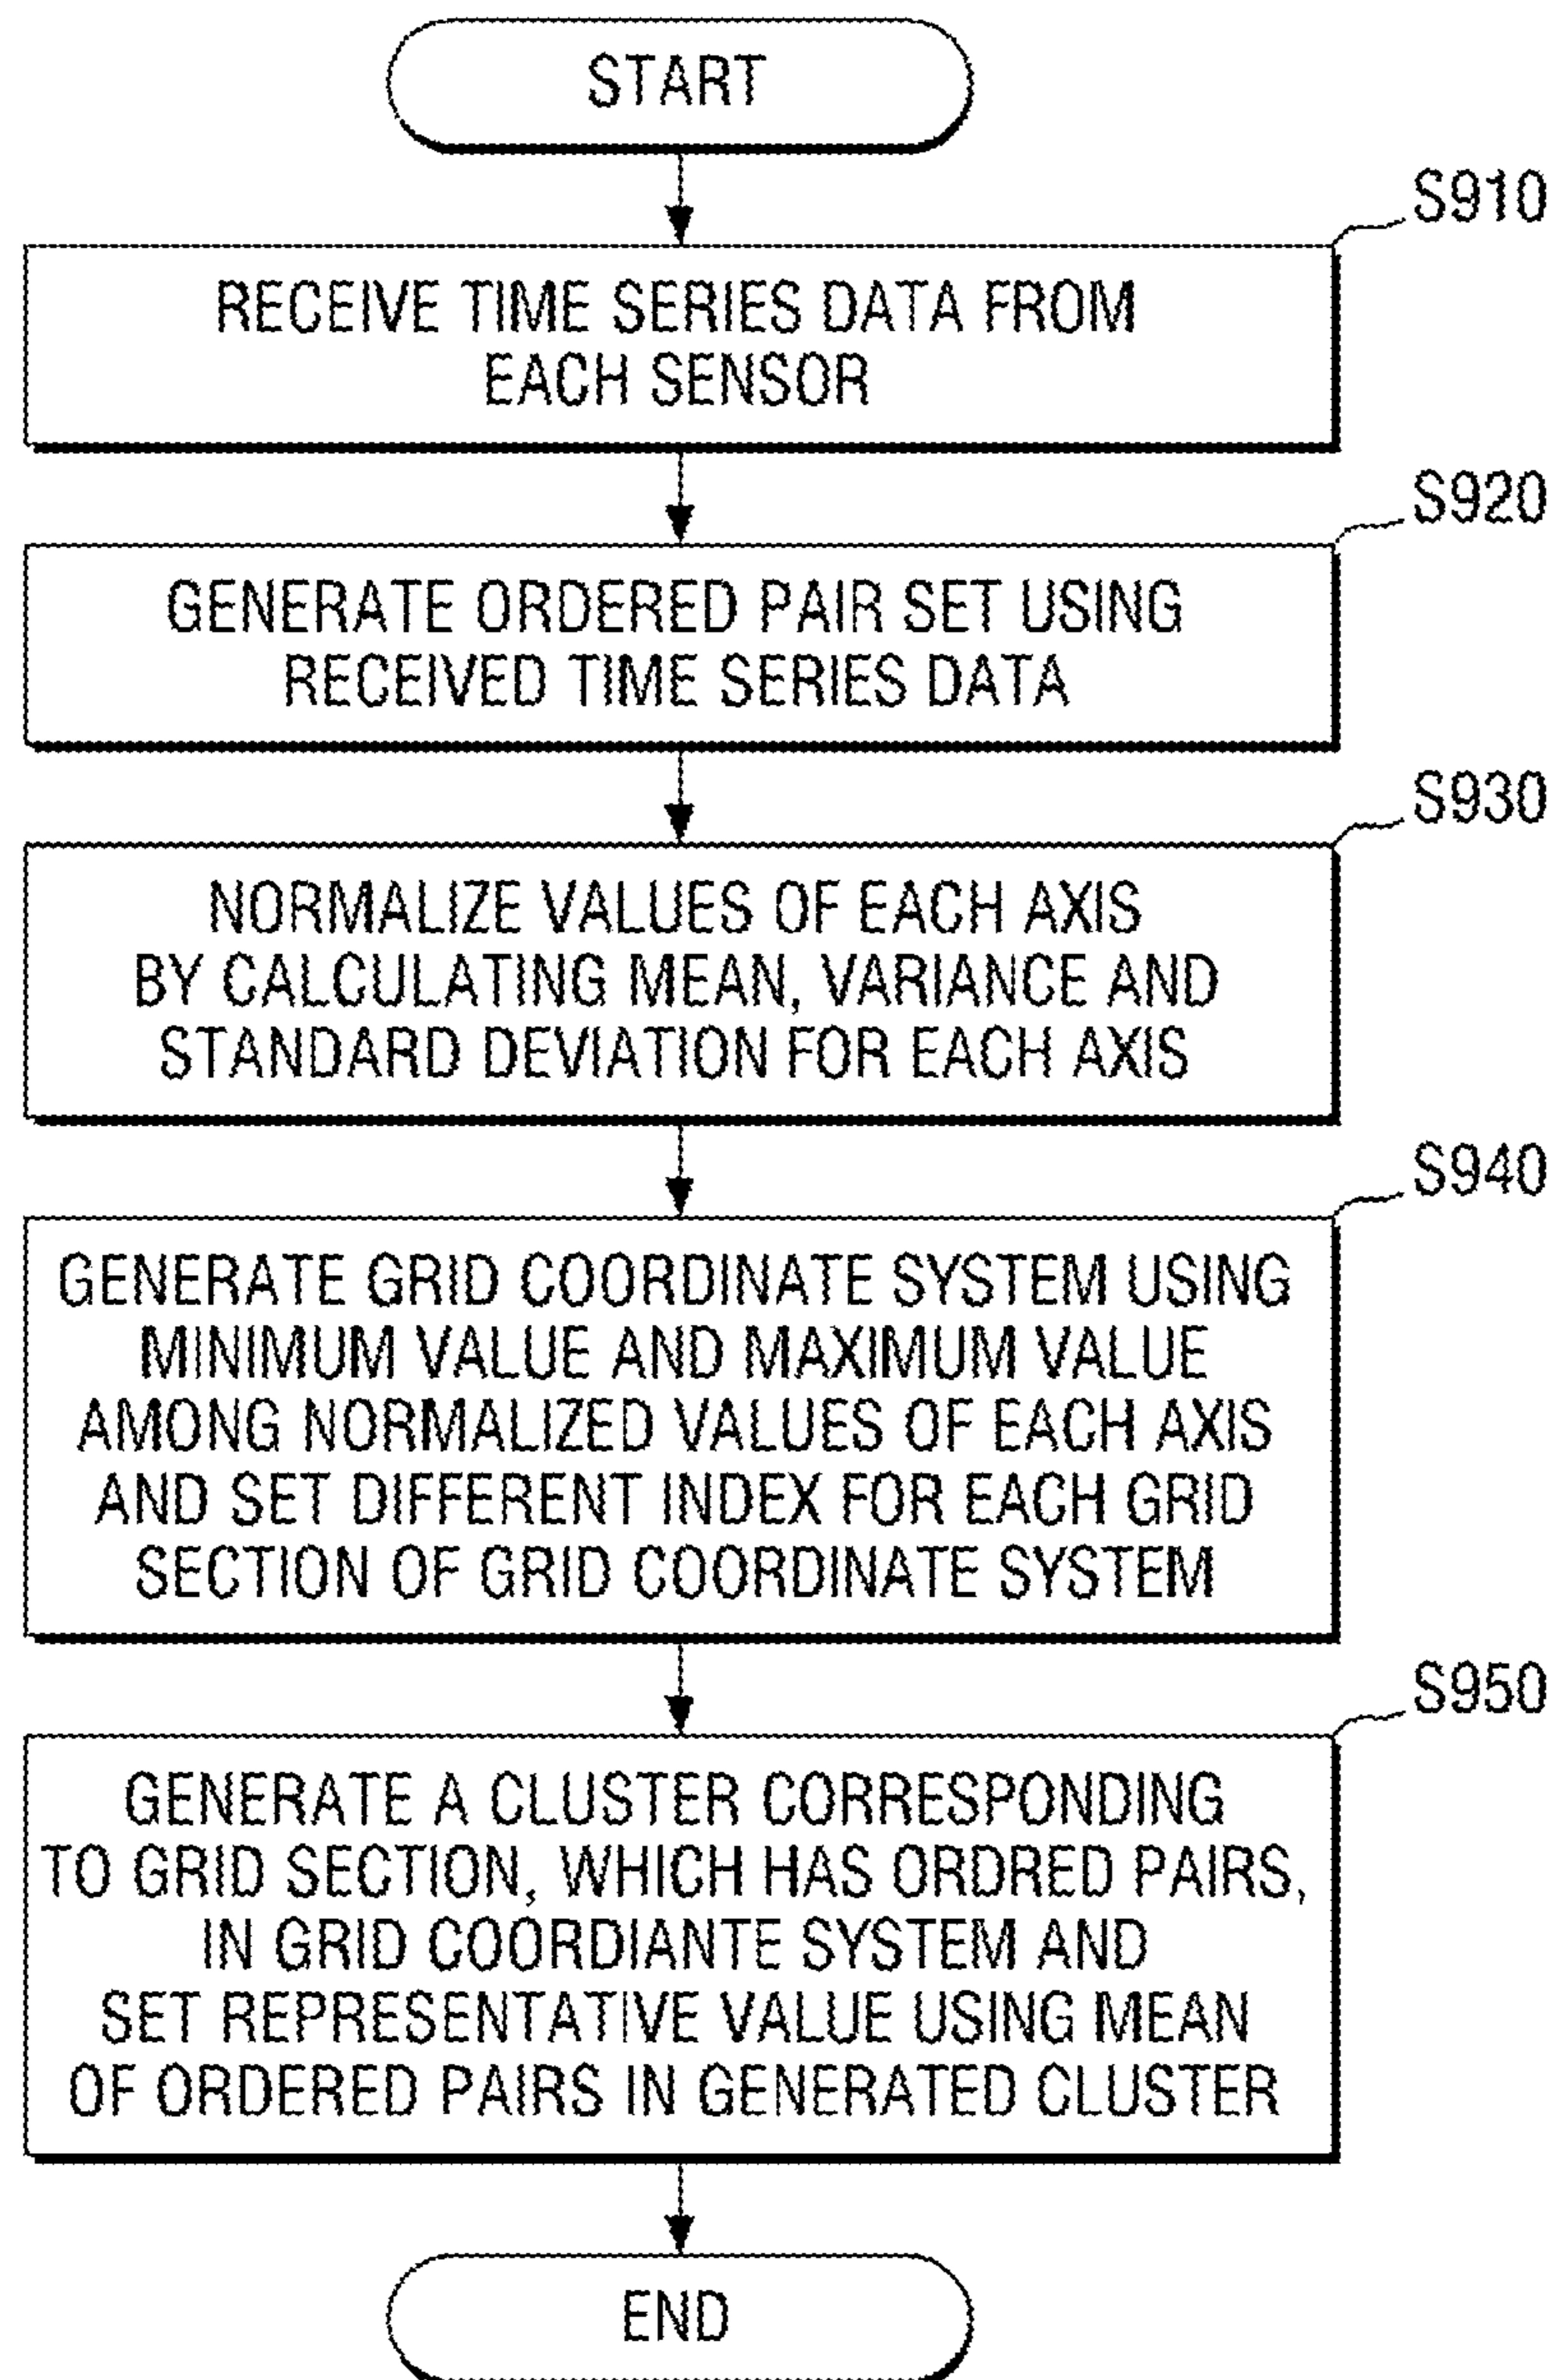 START
S910
RECEIVE TIME SERIES DATA FROM
EACH SENSOR
S920
GENERATE ORDERED PAIR SET USING
RECEIVED TIME SERIES DATA
S930
NORMALIZE VALUES OF EACH AXIS
BY CALCULATING MEAN, VARIANCE AND
STANDARD DEVIATION FOR EACH AXIS
S940
GENERATE GRID COORDINATE SYSTEM USING
MINIMUM VALUE AND MAXIMUM VALUE
AMONG NORMALIZED VALUES OF EACH AXIS
AND SET DIFFERENT INDEX FOR EACH GRID
SECTION OF GRID COORDINATE SYSTEM
S950
GENERATE A CLUSTER CORRESPONDING
TO GRID SECTION, WHICH HAS ORDRED PAIRS,
IN GRID COORDIANTE SYSTEM AND
SET REPRESENTATIVE VALUE USING MEAN
OF ORDERED PAIRS IN GENERATED CLUSTER
END